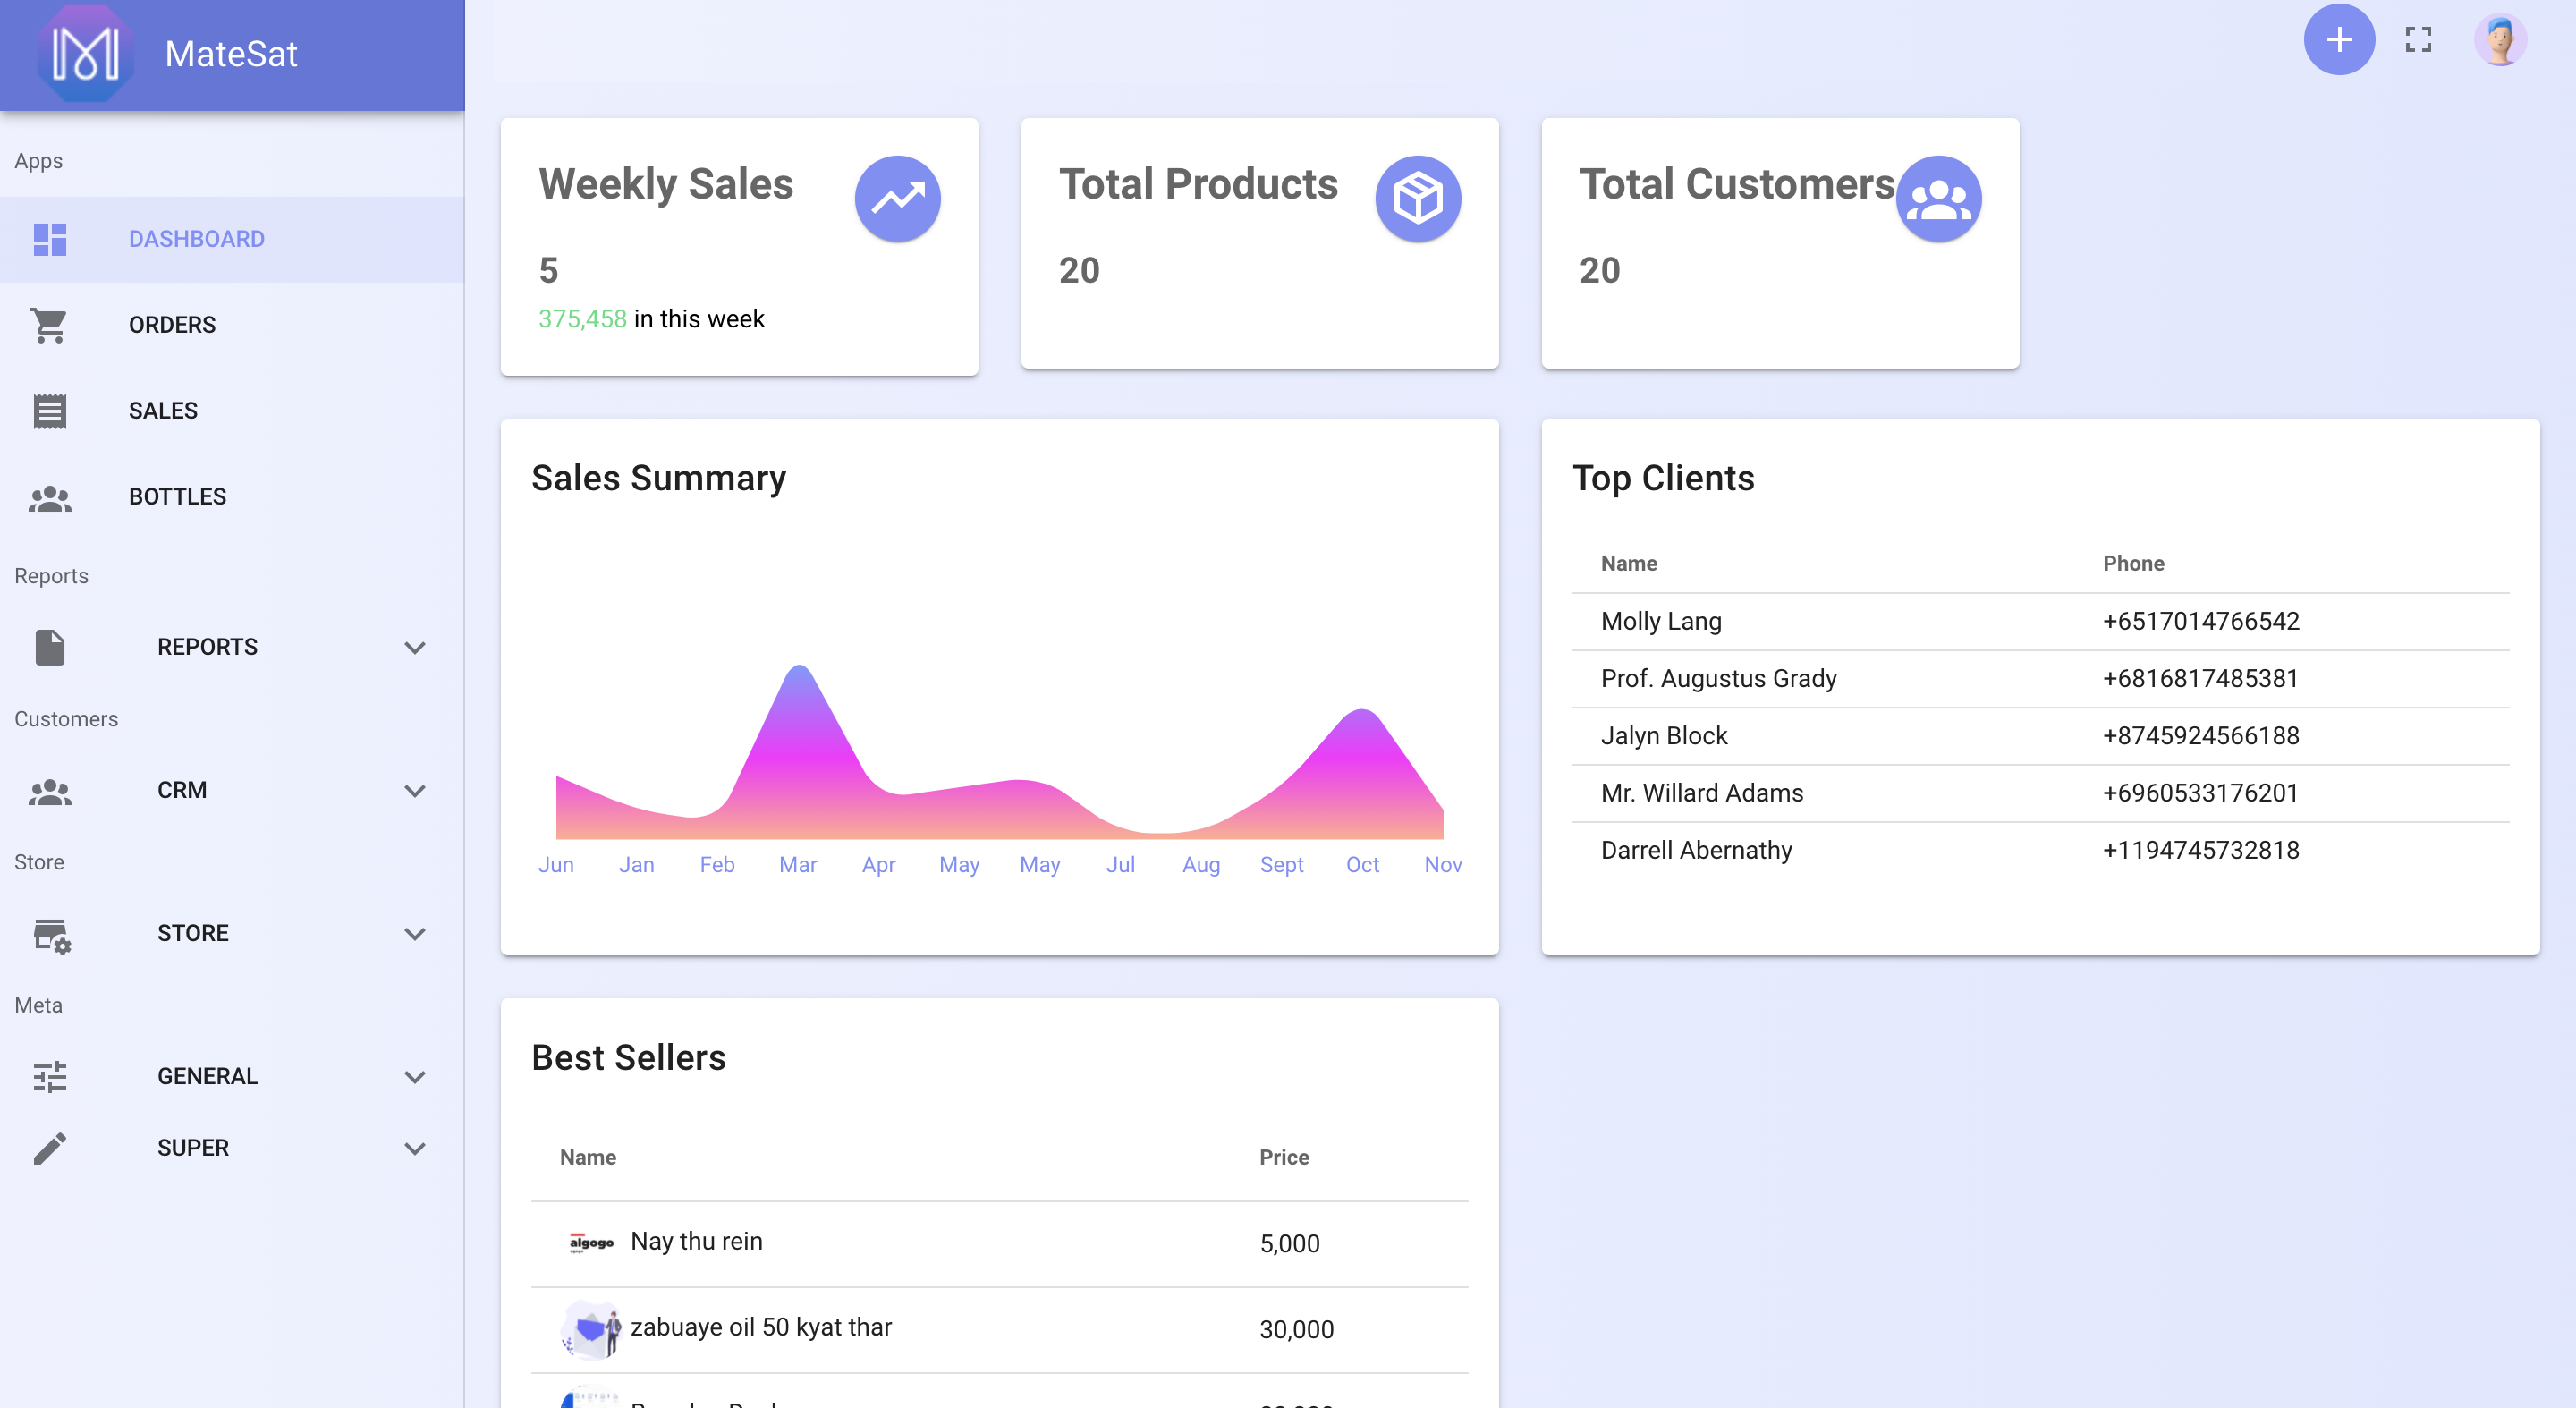 MateSat
Apps
DASHBOARD
ORDERS
SALES
BOTTLES
Reports
REPORTS
Customers
CRM
Store
STORE
Meta
GENERAL
SUPER
Weekly Sales
5
375,458 in this week
Total Products
20
Total Customers
20
Sales Summary
Jun Jan Feb Mar Apr May May Jul Aug Sept Oct Nov
Top Clients
Name Phone
Molly Lang +6517014766542
Prof. Augustus Grady +6816817485381
Jalyn Block +8745924566188
Mr. Willard Adams +6960533176201
Darrell Abernathy +1194745732818
Best Sellers
Name Price
algogo Nay thu rein 5,000
zabuaye oil 50 kyat thar 30,000